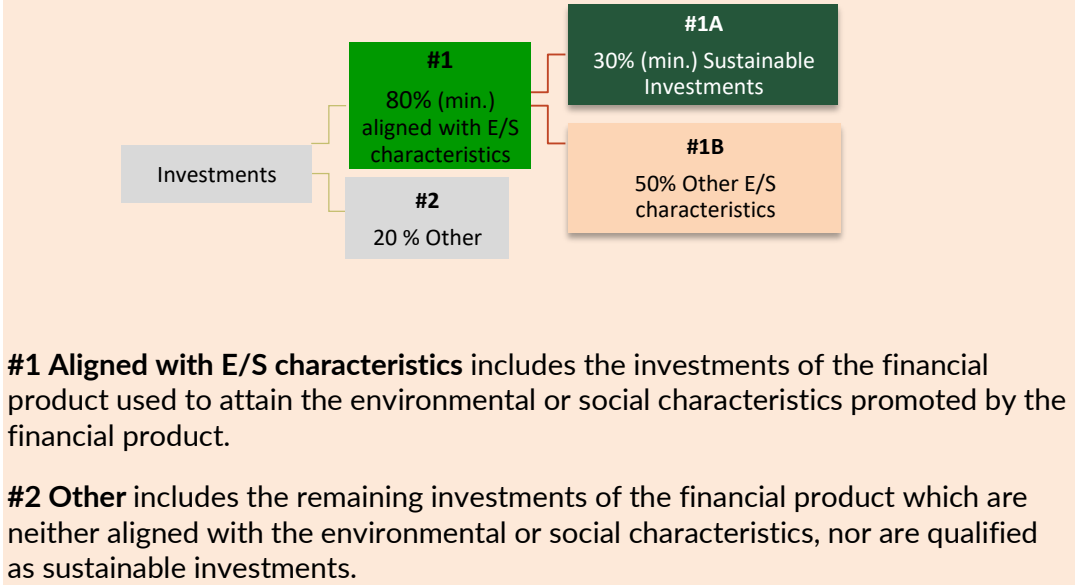 #1A
30% (min.) Sustainable
Investments
#1
80% (min.)
aligned with E/S
characteristics
#1B
50% Other E/S
characteristics
Investments
#2
20 % Other
#1 Aligned with E/S characteristics includes the investments of the financial
product used to attain the environmental or social characteristics promoted by the
financial product.
#2 Other includes the remaining investments of the financial product which are
neither aligned with the environmental or social characteristics, nor are qualified
as sustainable investments.